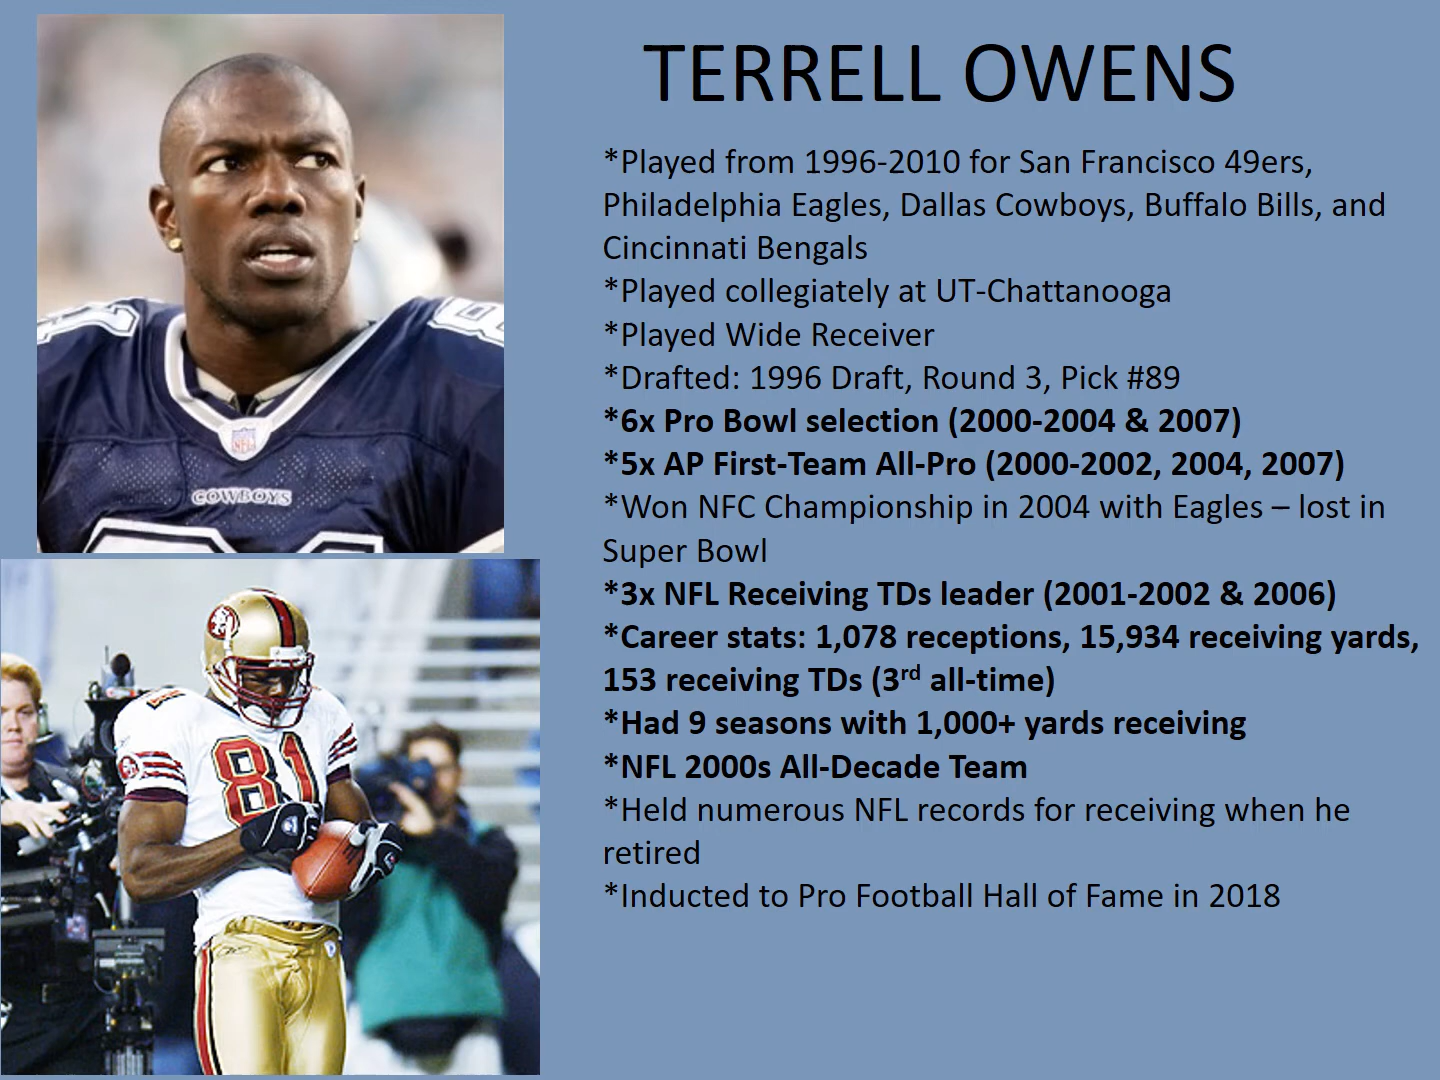 TERRELL OWENS
*Played from 1996-2010 for San Francisco 49ers,
Philadelphia Eagles, Dallas Cowboys, Buffalo Bills, and
Cincinnati Bengals
*Played collegiately at UT-Chattanooga
*Played Wide Receiver
*Drafted: 1996 Draft, Round 3, Pick #89
*6x Pro Bowl selection (2000-2004 & 2007)
*5x AP First-Team All-Pro (2000-2002, 2004, 2007)
*Won NFC Championship in 2004 with Eagles – lost in
Super Bowl
*3x NFL Receiving TDs leader (2001-2002 & 2006)
*Career stats: 1,078 receptions, 15,934 receiving yards,
153 receiving TDs (3rd all-time)
*Had 9 seasons with 1,000+ yards receiving
*NFL 2000s All-Decade Team
*Held numerous NFL records for receiving when he
retired
*Inducted to Pro Football Hall of Fame in 2018
NFL
COWBOYS
81